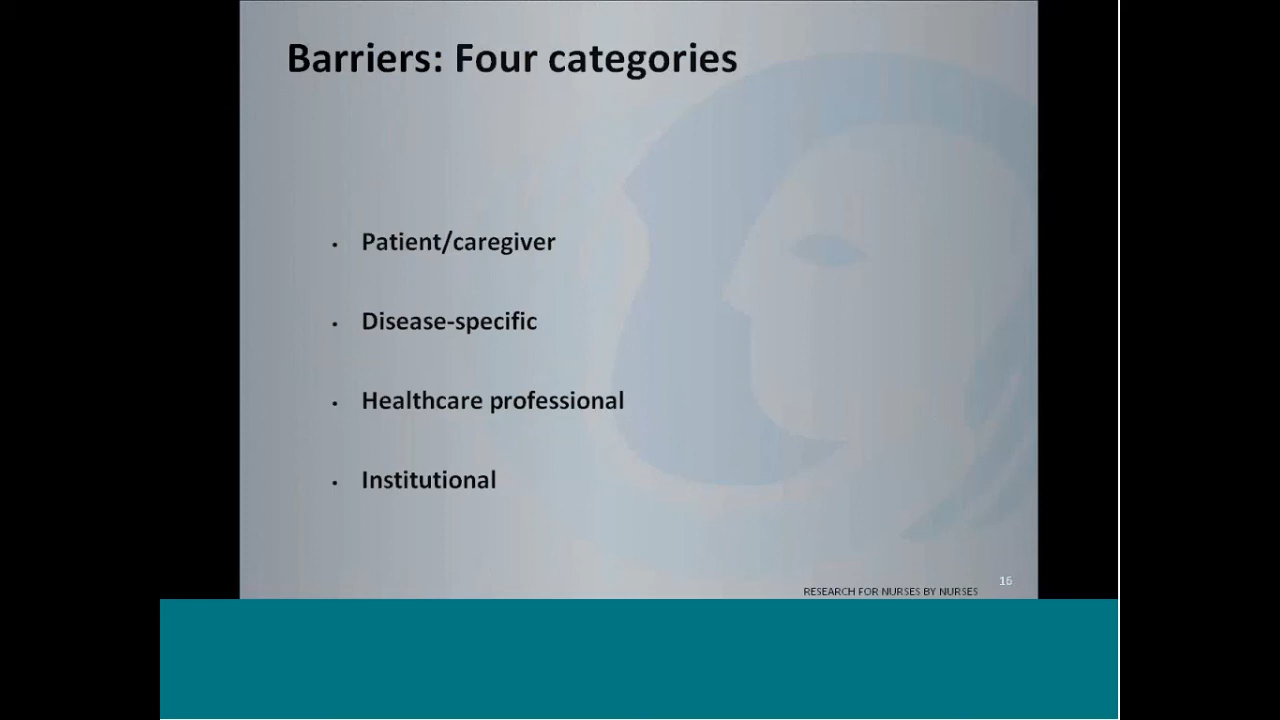 Barriers: Four categories
• Patient/caregiver
• Disease-specific
• Healthcare professional
• Institutional
16
RESEARCH FOR NURSES BY NURSES